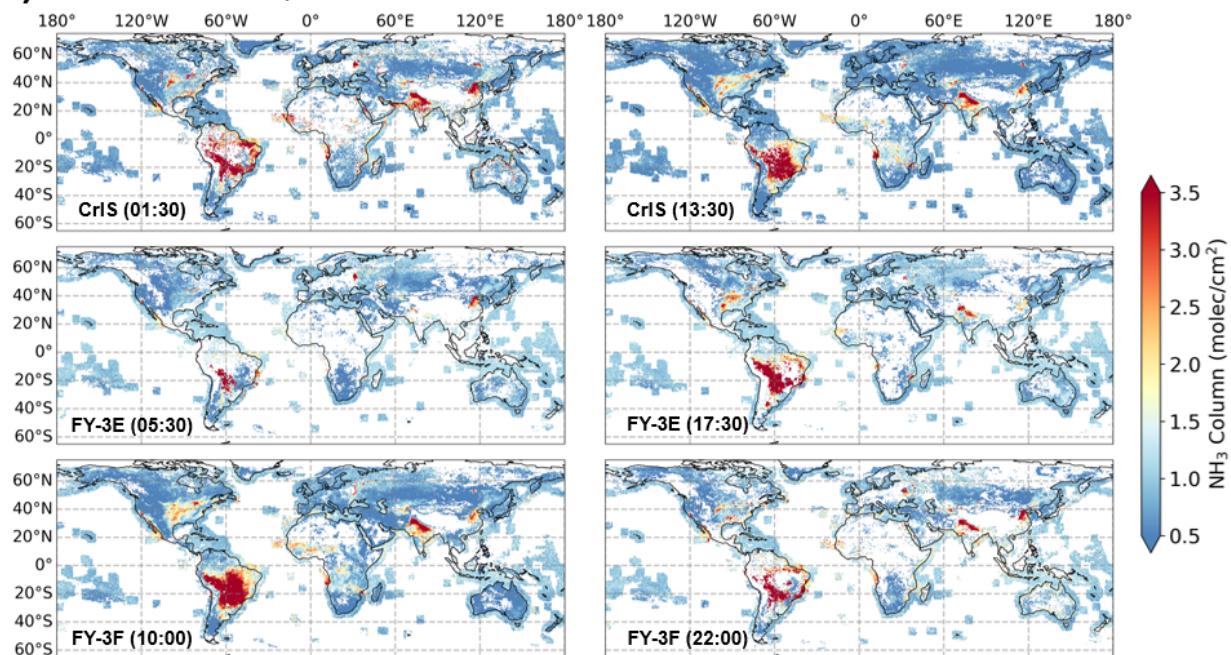 180° 120°W 60°W 0° 60°E 120°E 180° 180° 120°W 60°W 0° 60°E 120°E 180°
60°N
40°N
20°N
0°
20°S
40°S
60°S
CrIS (01:30)
CrIS (13:30)
60°N
40°N
20°N
0°
20°S
40°S
60°S
FY-3E (05:30)
FY-3E (17:30)
60°N
40°N
20°N
0°
20°S
40°S
60°S
FY-3F (10:00)
FY-3F (22:00)
3.5
3.0
2.5
2.0
1.5
1.0
0.5
NH₃ Column (molec/cm²)